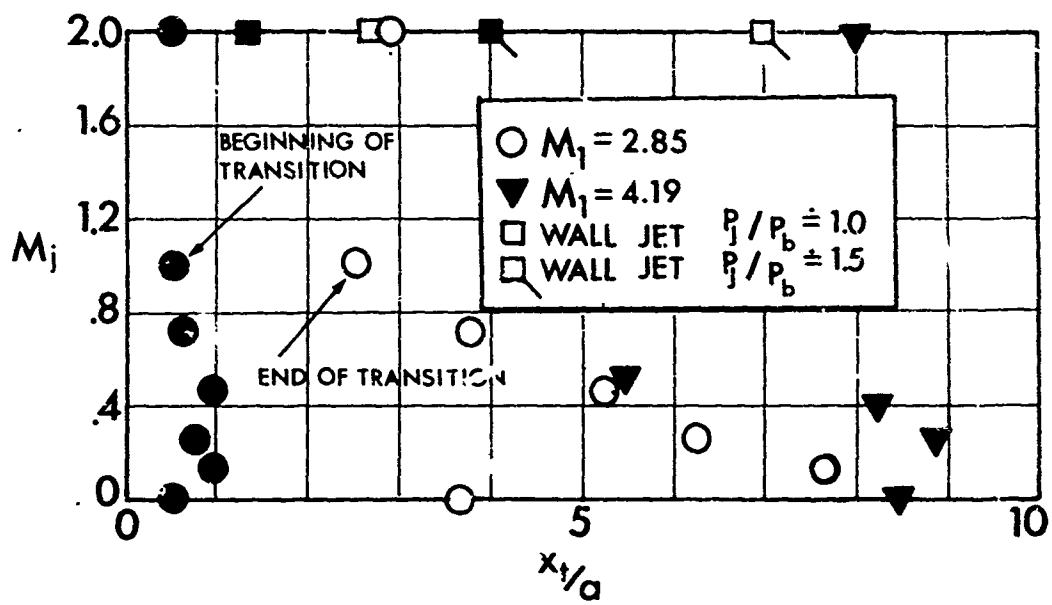 2.0
1.6
1.2
.8
.4
0
Mj
BEGINNING OF
TRANSITION
END OF TRANSITION
M1 = 2.85
M1 = 4.19
WALL JET Pj/Pb ≐ 1.0
WALL JET Pj/Pb ≐ 1.5
0
5
10
xt/a